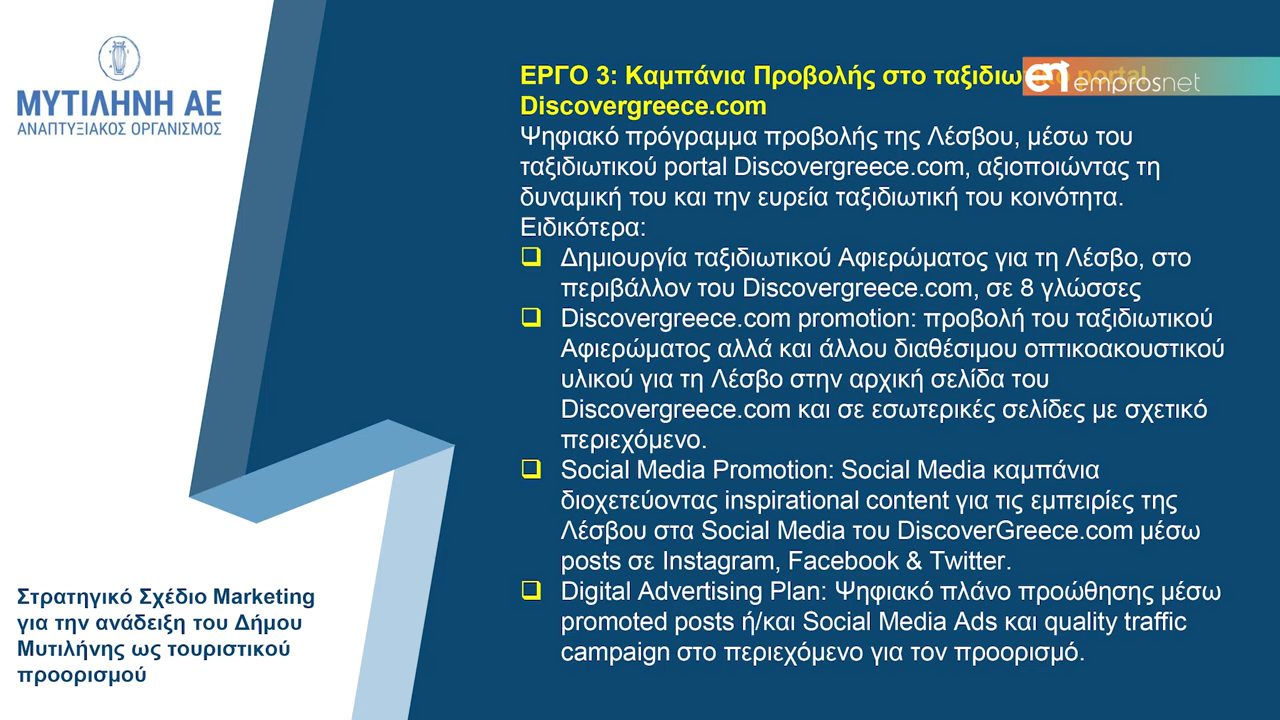 ΜΥΤΙΛΗΝΗ ΑΕ
ΑΝΑΠΤΥΞΙΑΚΟΣ ΟΡΓΑΝΙΣΜΟΣ
emprosnet
ΕΡΓΟ 3: Καμπάνια Προβολής στο ταξιδιωτικό portal
Discovergreece.com
Ψηφιακό πρόγραμμα προβολής της Λέσβου, μέσω του
ταξιδιωτικού portal Discovergreece.com, αξιοποιώντας τη
δυναμική του και την ευρεία ταξιδιωτική του κοινότητα.
Ειδικότερα:
Δημιουργία ταξιδιωτικού Αφιερώματος για τη Λέσβο, στο
περιβάλλον του Discovergreece.com, σε 8 γλώσσες
Discovergreece.com promotion: προβολή του ταξιδιωτικού
Αφιερώματος αλλά και άλλου διαθέσιμου οπτικοακουστικού
υλικού για τη Λέσβο στην αρχική σελίδα του
Discovergreece.com και σε εσωτερικές σελίδες με σχετικό
περιεχόμενο.
Social Media Promotion: Social Media καμπάνια
διοχετεύοντας inspirational content για τις εμπειρίες της
Λέσβου στα Social Media του DiscoverGreece.com μέσω
posts σε Instagram, Facebook & Twitter.
Digital Advertising Plan: Ψηφιακό πλάνο προώθησης μέσω
promoted posts ή/και Social Media Ads και quality traffic
campaign στο περιεχόμενο για τον προορισμό.
Στρατηγικό Σχέδιο Marketing
για την ανάδειξη του Δήμου
Μυτιλήνης ως τουριστικού
προορισμού